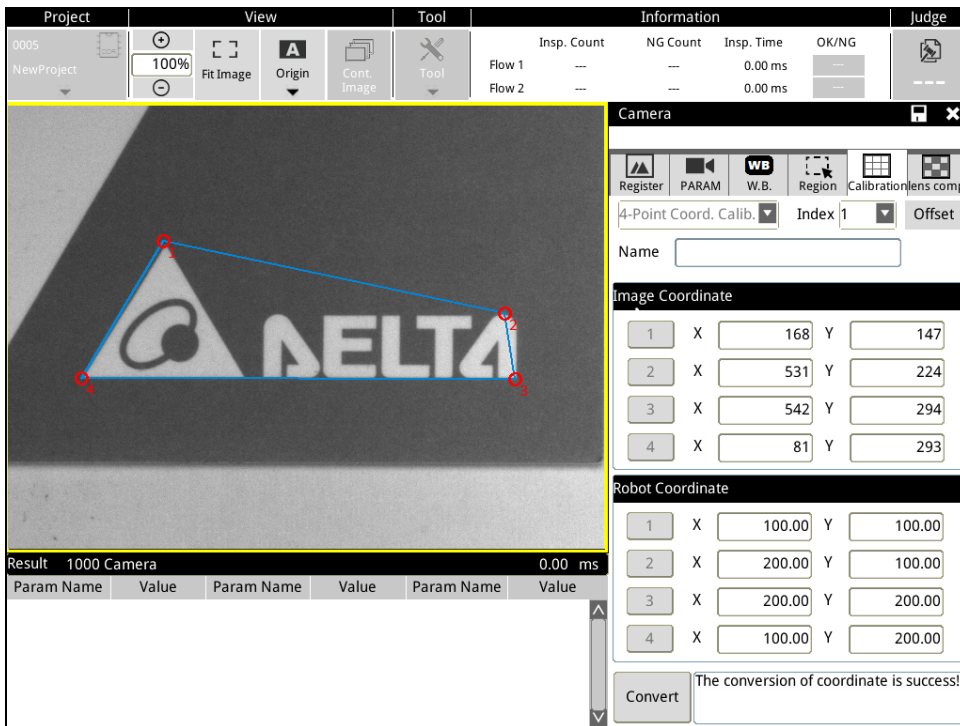 Project View Tool Information Judge
0005
NewProject
100%
Fit Image
A
Origin
Cont. Image
Tool
Insp. Count NG Count Insp. Time OK/NG
Flow 1 --- --- 0.00 ms ---
Flow 2 --- --- 0.00 ms ---
---
Camera
Register
PARAM
WB
W.B.
Region
Calibration
lens comp
4-Point Coord. Calib. Index 1 Offset
Name
Image Coordinate
1 X 168 Y 147
2 X 531 Y 224
3 X 542 Y 294
4 X 81 Y 293
Robot Coordinate
1 X 100.00 Y 100.00
2 X 200.00 Y 100.00
3 X 200.00 Y 200.00
4 X 100.00 Y 200.00
Convert
The conversion of coordinate is success!
1
2
DELTA
4
3
Result 1000 Camera 0.00 ms
Param Name Value Param Name Value Param Name Value